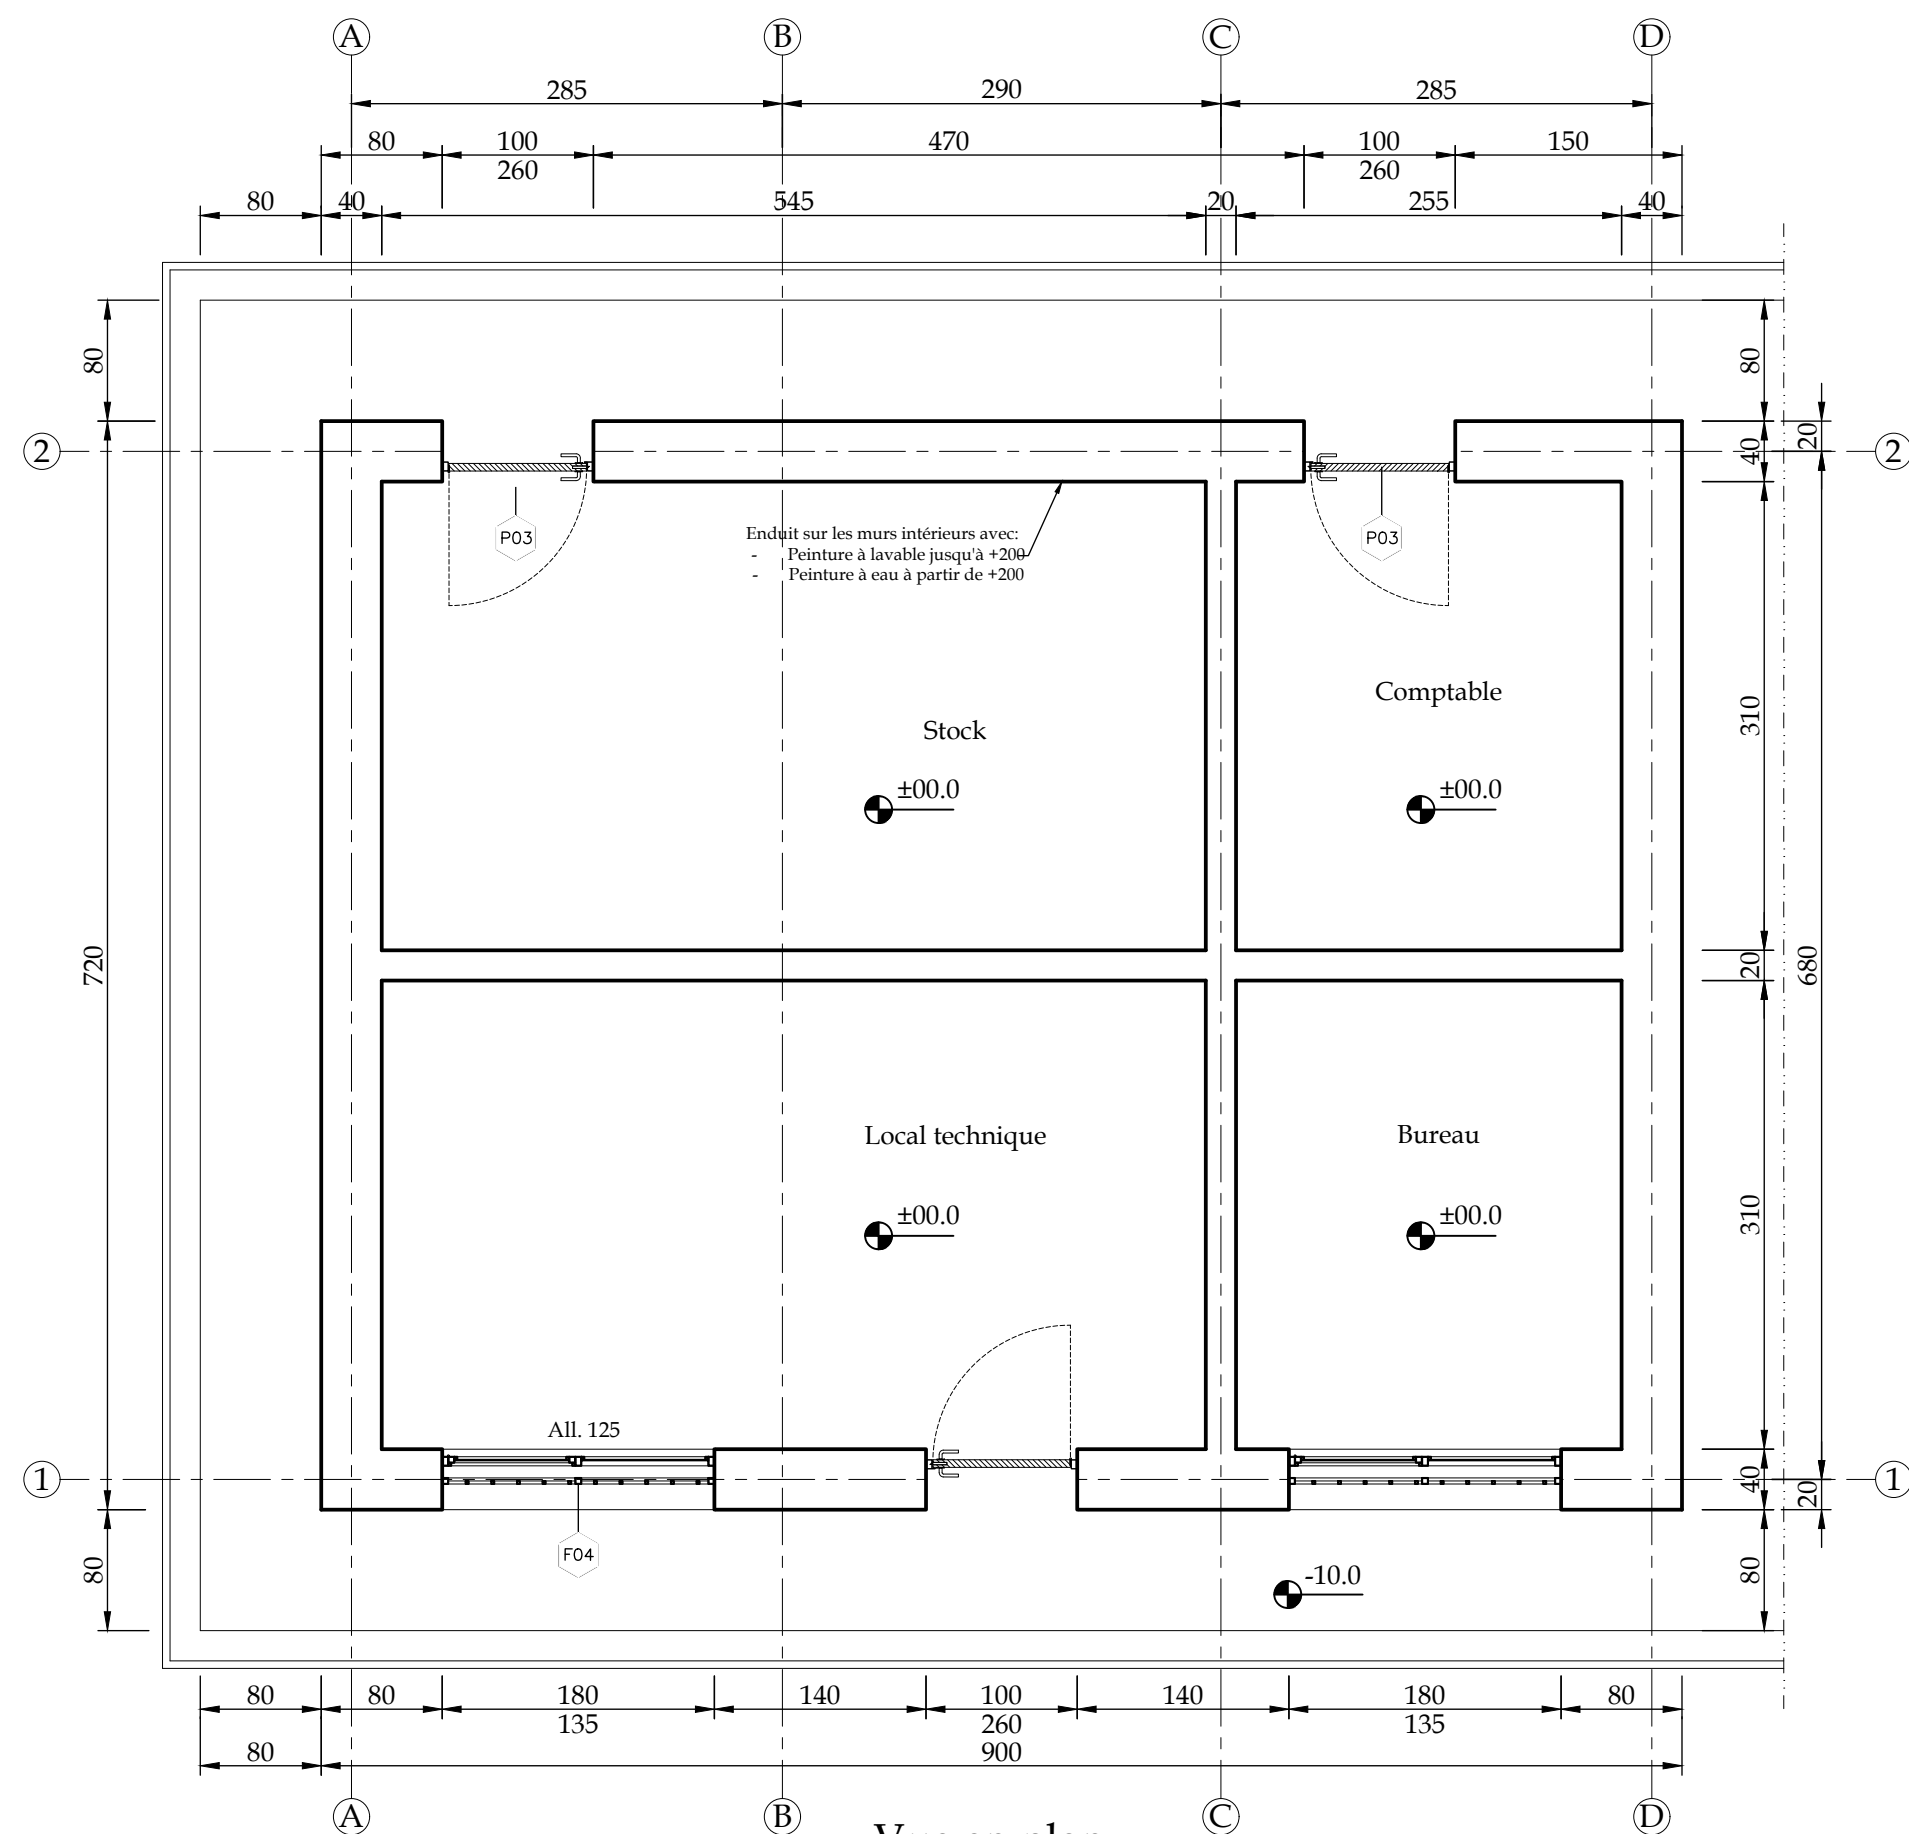 A B C D
285 290 285
80 100 470 100 150
260 260
80 40 545 20 255 40
80 80
2 20 2
40
Enduit sur les murs intérieurs avec:
P03 - Peinture à lavable jusqu'à +200 P03
- Peinture à eau à partir de +200
Comptable
310
Stock
±00.0 ±00.0
720 20 680
Local technique Bureau
±00.0 ±00.0 310
All. 125
1 40 1
20
F04
80 -10.0 80
80 80 180 140 100 140 180 80
135 260 135
80 900
A B C D